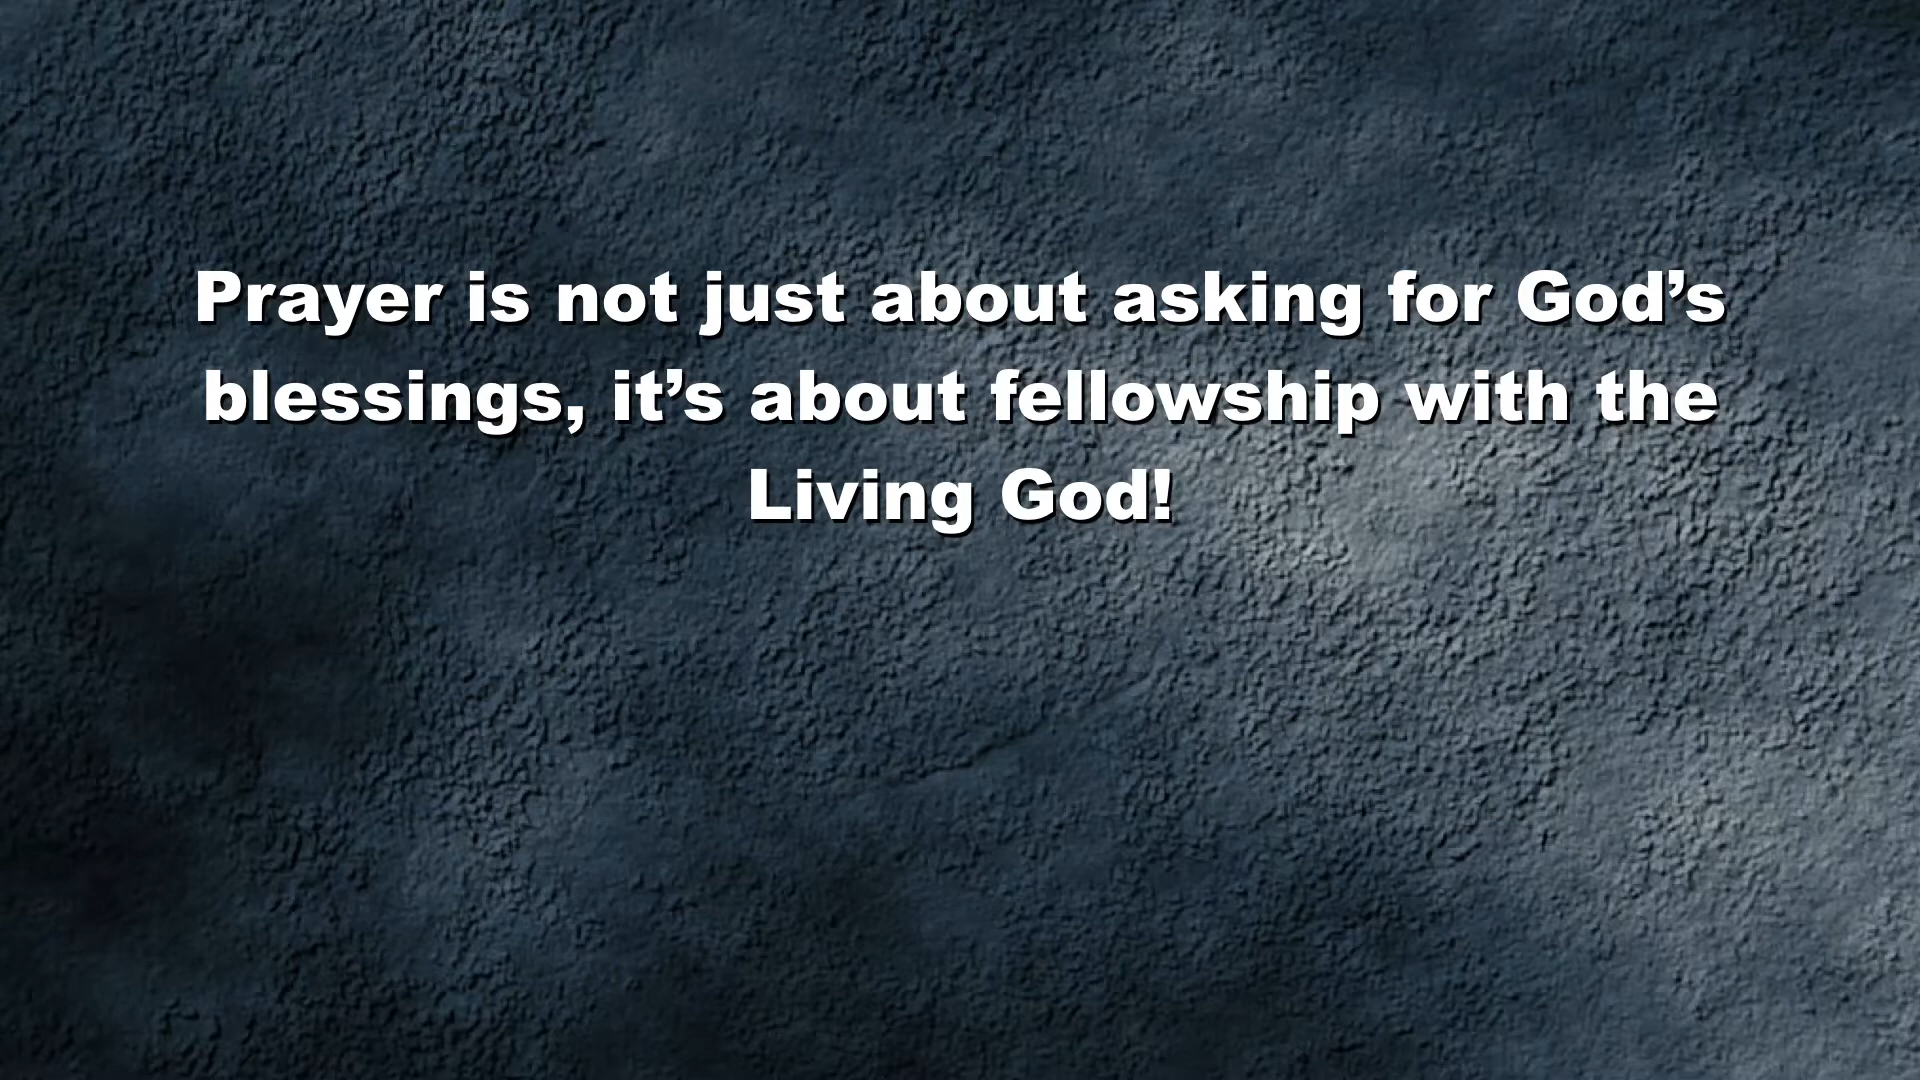 Prayer is not just about asking for God’s
blessings, it’s about fellowship with the
Living God!